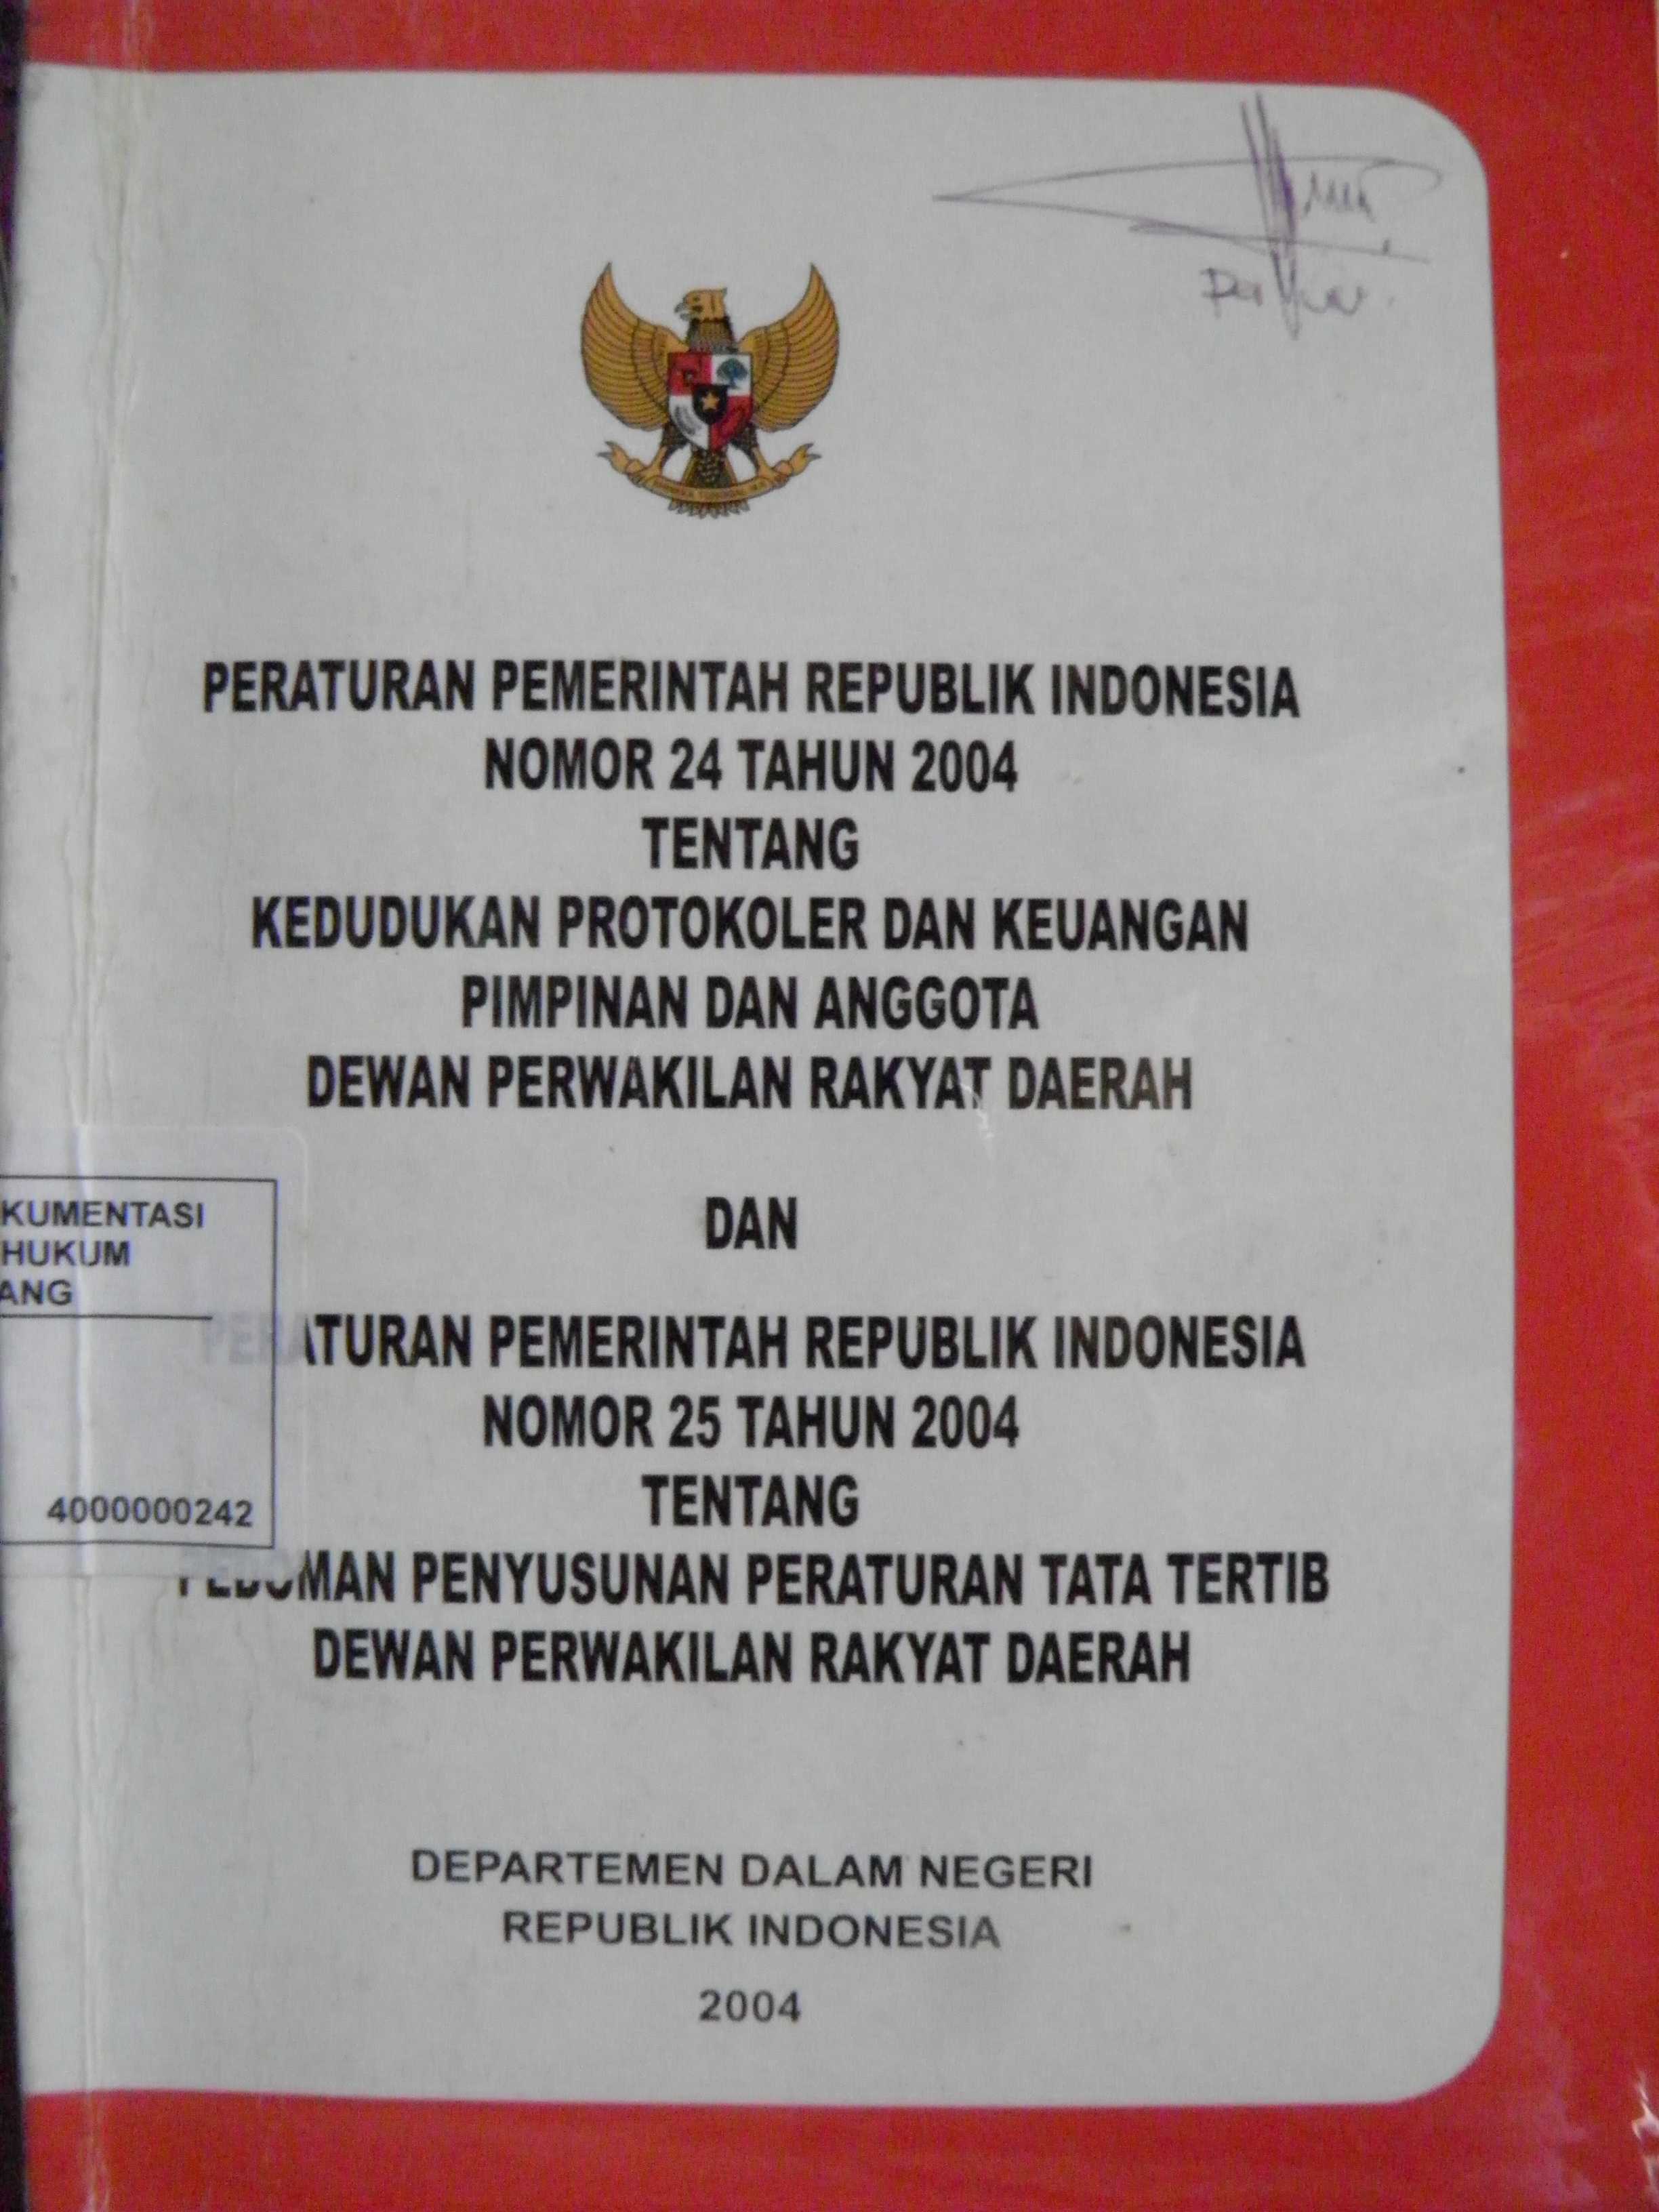 PERATURAN PEMERINTAH REPUBLIK INDONESIA
NOMOR 24 TAHUN 2004
TENTANG
KEDUDUKAN PROTOKOLER DAN KEUANGAN
PIMPINAN DAN ANGGOTA
DEWAN PERWAKILAN RAKYAT DAERAH
DAN
KUMENTASI
HUKUM
ANG
4000000242
PERATURAN PEMERINTAH REPUBLIK INDONESIA
NOMOR 25 TAHUN 2004
TENTANG
PEDOMAN PENYUSUNAN PERATURAN TATA TERTIB
DEWAN PERWAKILAN RAKYAT DAERAH
DEPARTEMEN DALAM NEGERI
REPUBLIK INDONESIA
2004